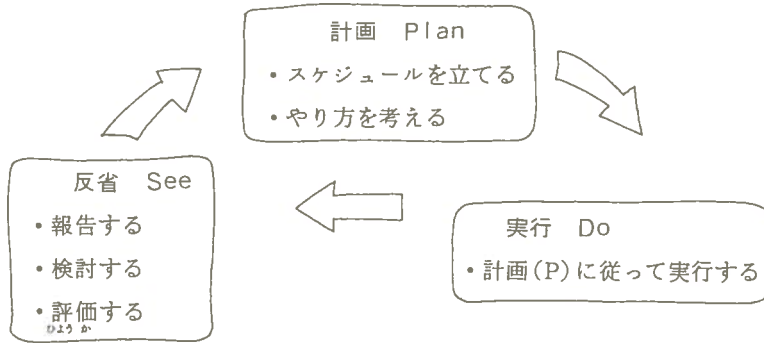 計画 Plan
・スケジュールを立てる
・やり方を考える
実行 Do
・計画(P)に従って実行する
反省 See
・報告する
・検討する
・評価する
ひょう か